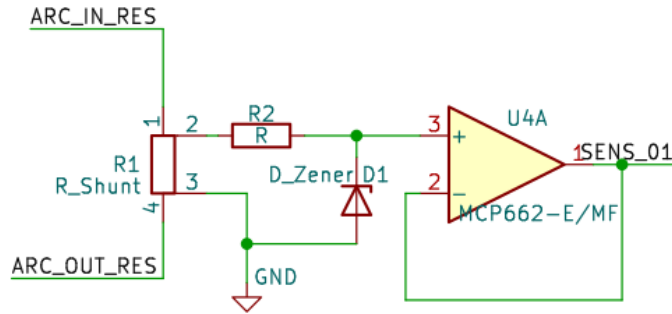 ARC_IN_RES
1
2
R2
R
3
+
U4A
1
SENS_01
R1
R_Shunt
3
4
D_Zener D1
2
−
MCP662-E/MF
ARC_OUT_RES
GND